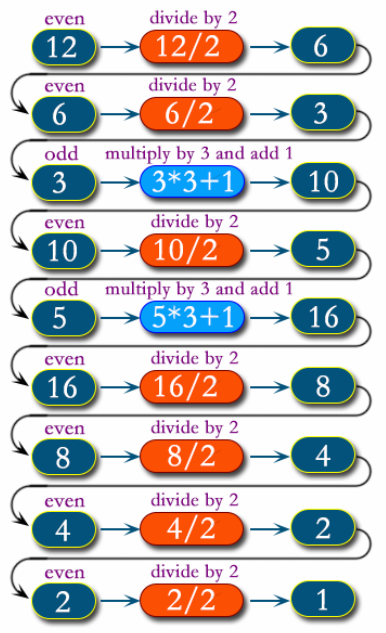 even divide by 2
12 12/2 6
even divide by 2
6 6/2 3
odd multiply by 3 and add 1
3 3*3+1 10
even divide by 2
10 10/2 5
odd multiply by 3 and add 1
5 5*3+1 16
even divide by 2
16 16/2 8
even divide by 2
8 8/2 4
even divide by 2
4 4/2 2
even divide by 2
2 2/2 1